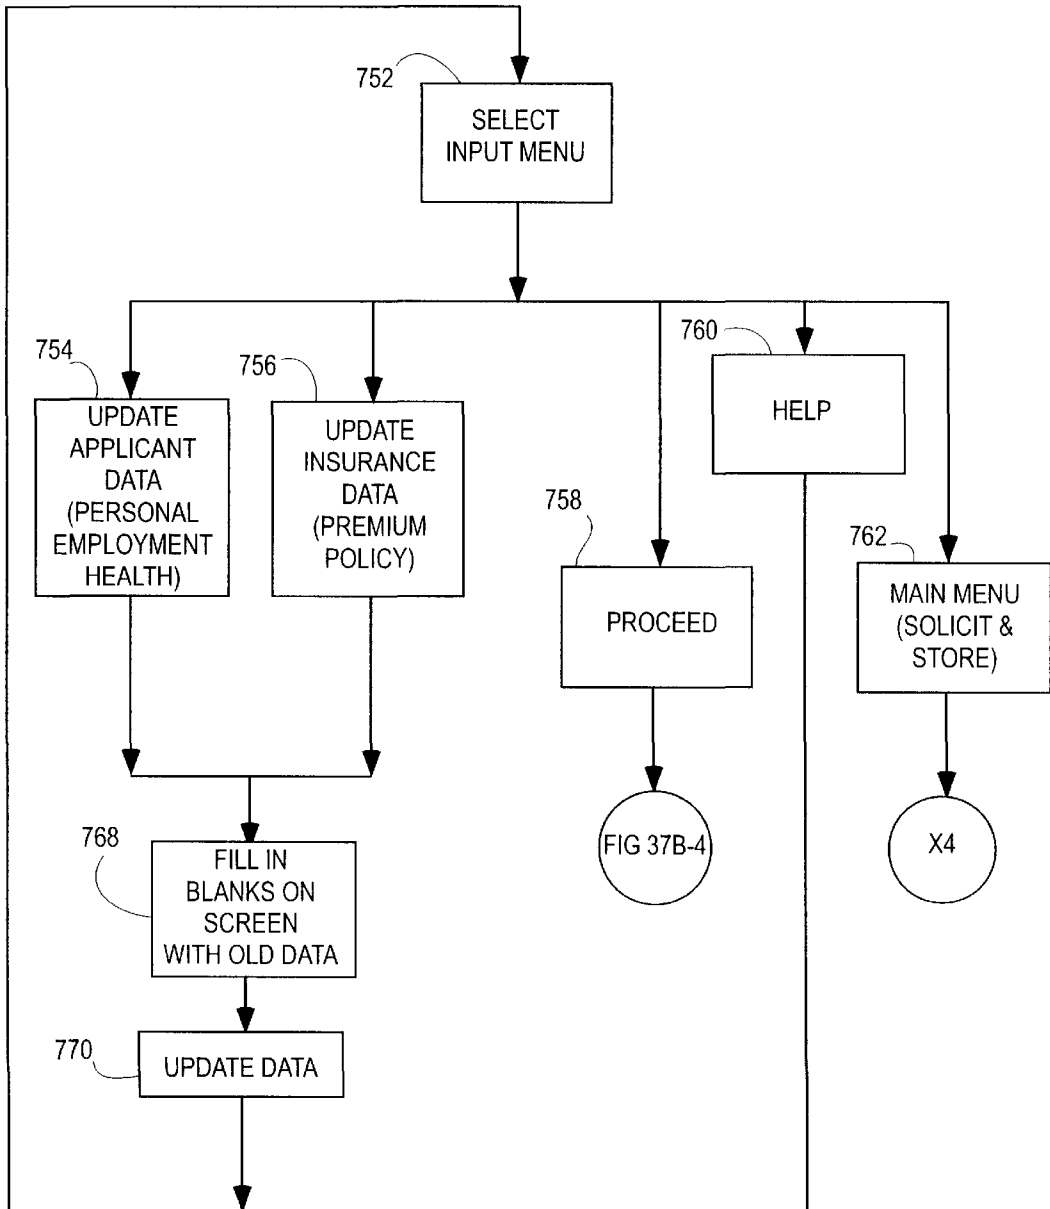 752
SELECT
INPUT MENU
754
UPDATE
APPLICANT
DATA
(PERSONAL
EMPLOYMENT
HEALTH)
756
UPDATE
INSURANCE
DATA
(PREMIUM
POLICY)
758
PROCEED
FIG 37B-4
760
HELP
762
MAIN MENU
(SOLICIT &
STORE)
X4
768
FILL IN
BLANKS ON
SCREEN
WITH OLD DATA
770
UPDATE DATA